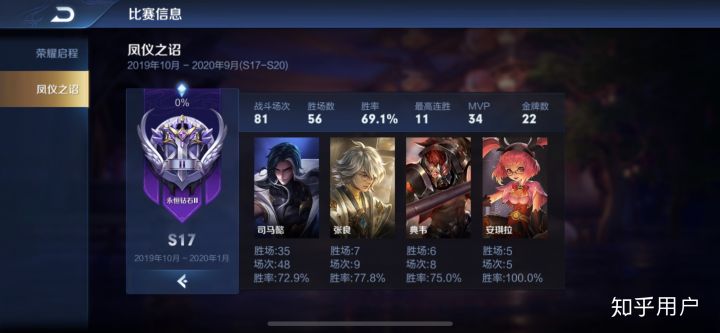 比赛信息
荣耀启程
凤仪之诏
凤仪之诏
2019年10月 - 2020年9月(S17-S20)
0%
永恒钻石II
S17
2019年10月 - 2020年1月
战斗场次 胜场数 胜率 最高连胜 MVP 金牌数
81 56 69.1% 11 34 22
司马懿 张良 典韦 安琪拉
胜场:35 胜场:7 胜场:6 胜场:5
场次:48 场次:9 场次:8 场次:5
胜率:72.9% 胜率:77.8% 胜率:75.0% 胜率:100.0%
知乎用户